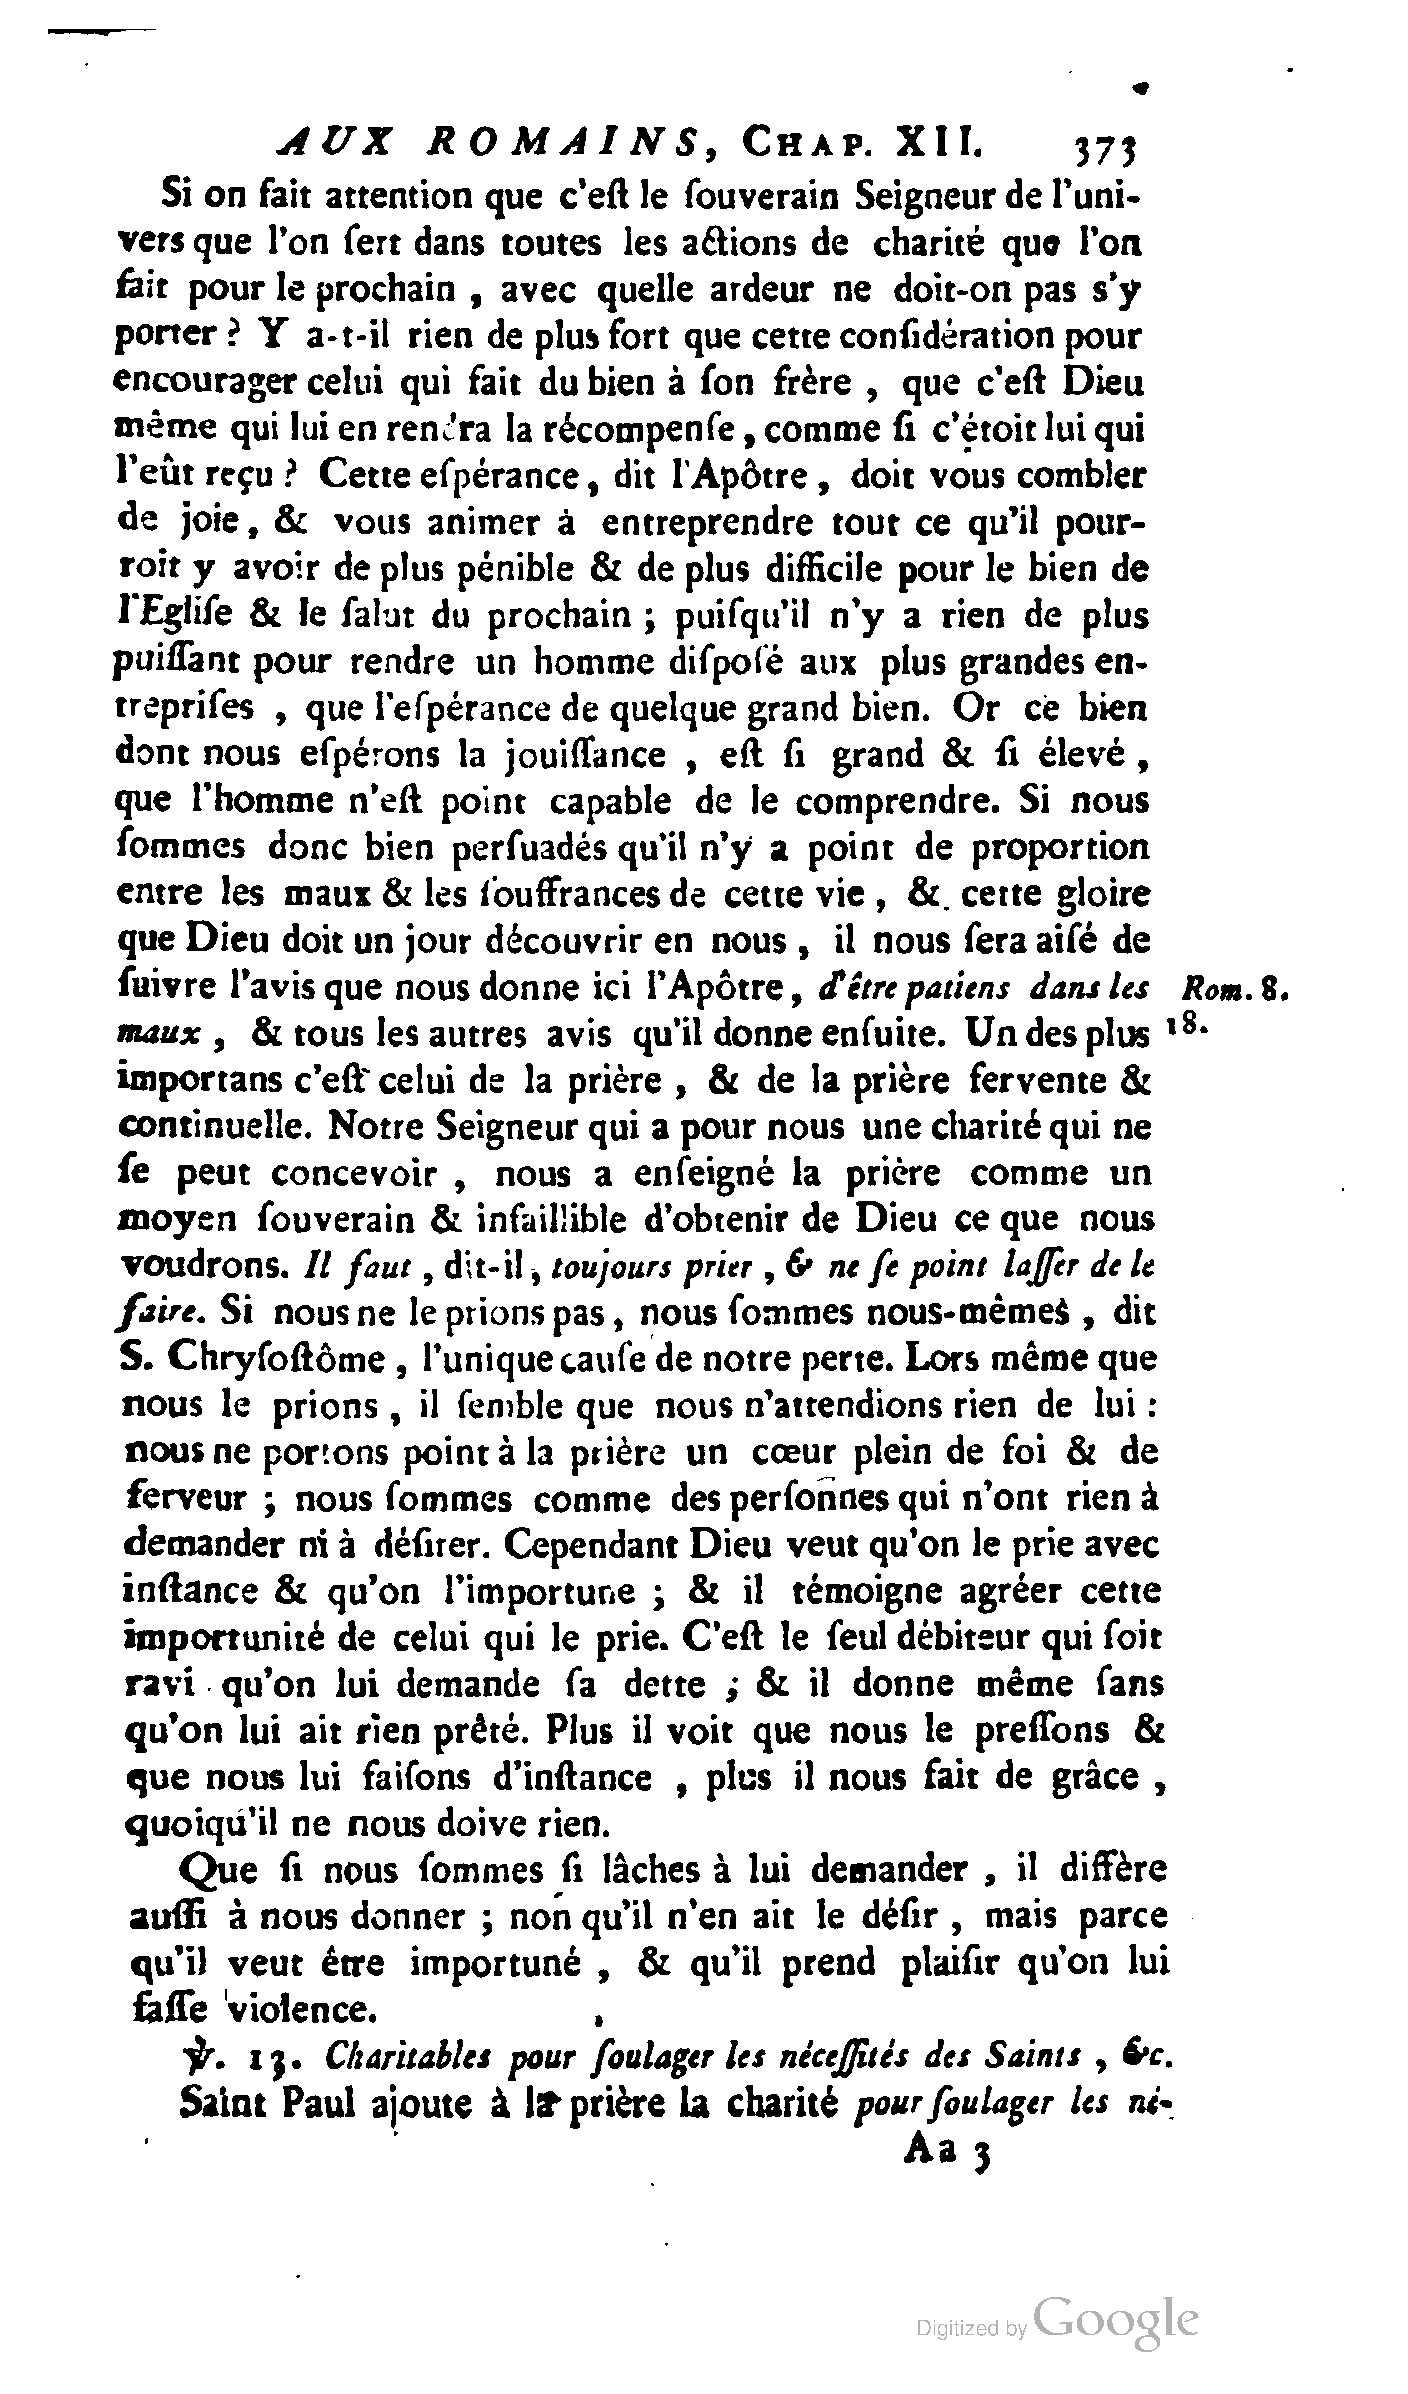 AUX ROMAINS, CHAP. XII. 373
Si on fait attention que c'eſt le ſouverain Seigneur de l'uni-
vers que l'on ſert dans toutes les actions de charité que l'on
fait pour le prochain , avec quelle ardeur ne doit-on pas s'y
porter ? Y a-t-il rien de plus fort que cette conſidération pour
encourager celui qui fait du bien à ſon frère , que c'eſt Dieu
même qui lui en rendra la récompenſe , comme ſi c'étoit lui qui
l'eût reçu ? Cette eſpérance , dit l'Apôtre , doit vous combler
de joie , & vous animer à entreprendre tout ce qu'il pour-
roit y avoir de plus pénible & de plus difficile pour le bien de
l'Egliſe & le ſalut du prochain ; puiſqu'il n'y a rien de plus
puiſſant pour rendre un homme diſpoſé aux plus grandes en-
trepriſes , que l'eſpérance de quelque grand bien. Or ce bien
dont nous eſpérons la jouiſſance , eſt ſi grand & ſi élevé ,
que l'homme n'eſt point capable de le comprendre. Si nous
ſommes donc bien perſuadés qu'il n'y a point de proportion
entre les maux & les ſouffrances de cette vie , & cette gloire
que Dieu doit un jour découvrir en nous , il nous ſera aiſé de
ſuivre l'avis que nous donne ici l'Apôtre , d'être patiens dans les Rom. 8.
maux , & tous les autres avis qu'il donne enſuite. Un des plus 18.
importans c'eſt celui de la prière , & de la prière fervente &
continuelle. Notre Seigneur qui a pour nous une charité qui ne
ſe peut concevoir , nous a enſeigné la prière comme un
moyen ſouverain & infaillible d'obtenir de Dieu ce que nous
voudrons. Il faut , dit-il , toujours prier , & ne ſe point laſſer de le
faire. Si nous ne le prions pas , nous ſommes nous-mêmes , dit
S. Chryſoſtôme , l'unique cauſe de notre perte. Lors même que
nous le prions , il ſemble que nous n'attendions rien de lui :
nous ne portons point à la prière un cœur plein de foi & de
ferveur ; nous ſommes comme des perſonnes qui n'ont rien à
demander ni à déſirer. Cependant Dieu veut qu'on le prie avec
inſtance & qu'on l'importune ; & il témoigne agréer cette
importunité de celui qui le prie. C'eſt le ſeul débiteur qui ſoit
ravi qu'on lui demande ſa dette ; & il donne même ſans
qu'on lui ait rien prêté. Plus il voit que nous le preſſons &
que nous lui faiſons d'inſtance , plus il nous fait de grâce ,
quoiqu'il ne nous doive rien.
Que ſi nous ſommes ſi lâches à lui demander , il diffère
auſſi à nous donner ; non qu'il n'en ait le déſir , mais parce
qu'il veut être importuné , & qu'il prend plaiſir qu'on lui
faſſe violence.
℣. 13. Charitables pour ſoulager les néceſſités des Saints , &c.
Saint Paul ajoute à la prière la charité pour ſoulager les né-
Aa 3
Digitized by Google